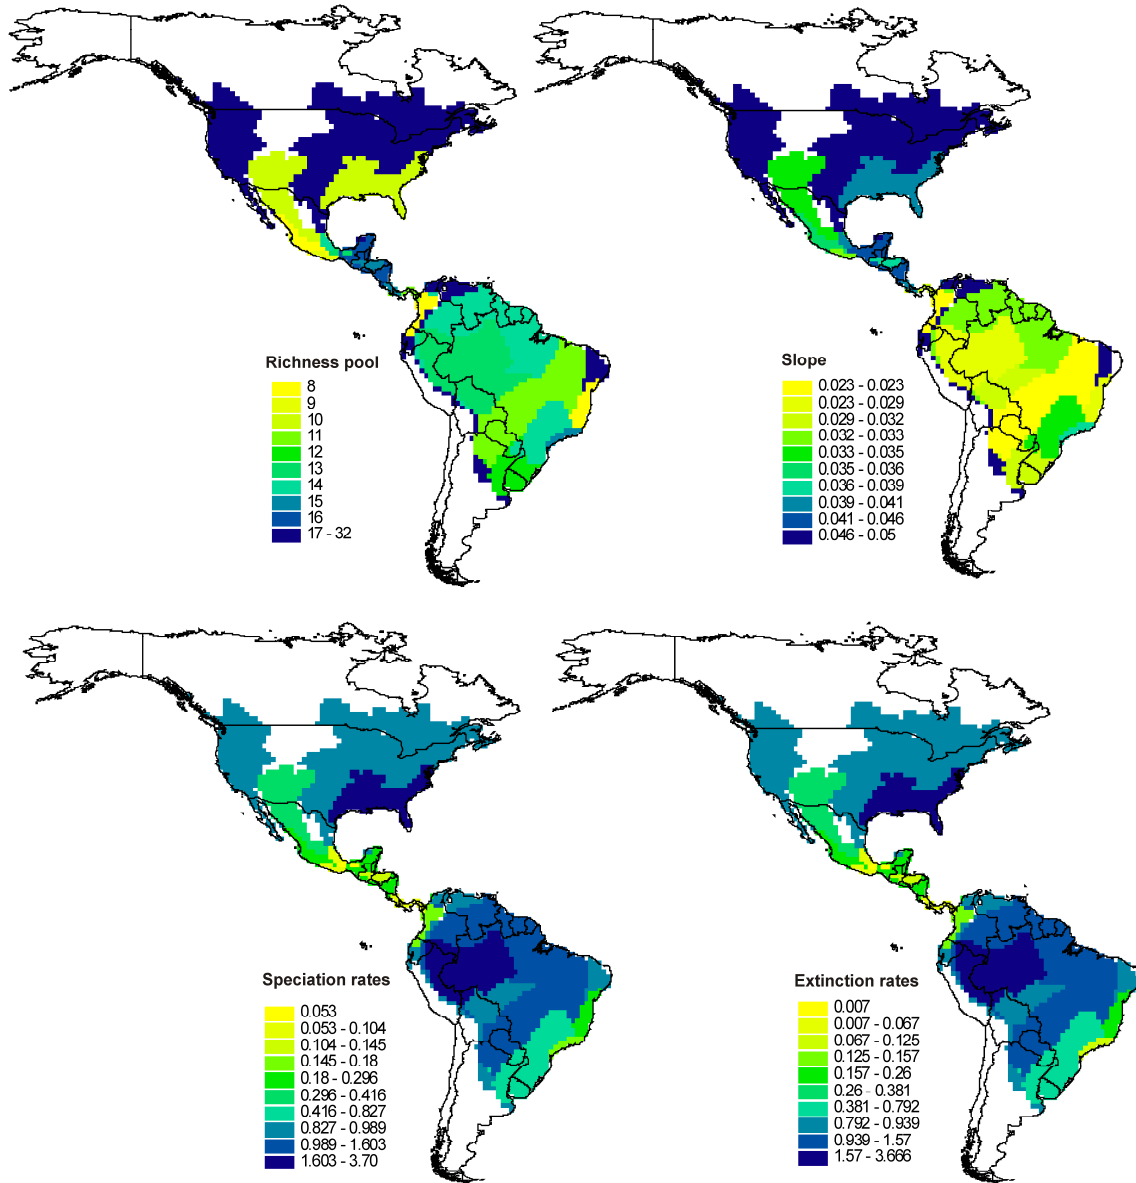 Richness pool
8
9
10
11
12
13
14
15
16
17 - 32
Slope
0.023 - 0.023
0.023 - 0.029
0.029 - 0.032
0.032 - 0.033
0.033 - 0.035
0.035 - 0.036
0.036 - 0.039
0.039 - 0.041
0.041 - 0.046
0.046 - 0.05
Speciation rates
0.053
0.053 - 0.104
0.104 - 0.145
0.145 - 0.18
0.18 - 0.296
0.296 - 0.416
0.416 - 0.827
0.827 - 0.989
0.989 - 1.603
1.603 - 3.70
Extinction rates
0.007
0.007 - 0.067
0.067 - 0.125
0.125 - 0.157
0.157 - 0.26
0.26 - 0.381
0.381 - 0.792
0.792 - 0.939
0.939 - 1.57
1.57 - 3.666